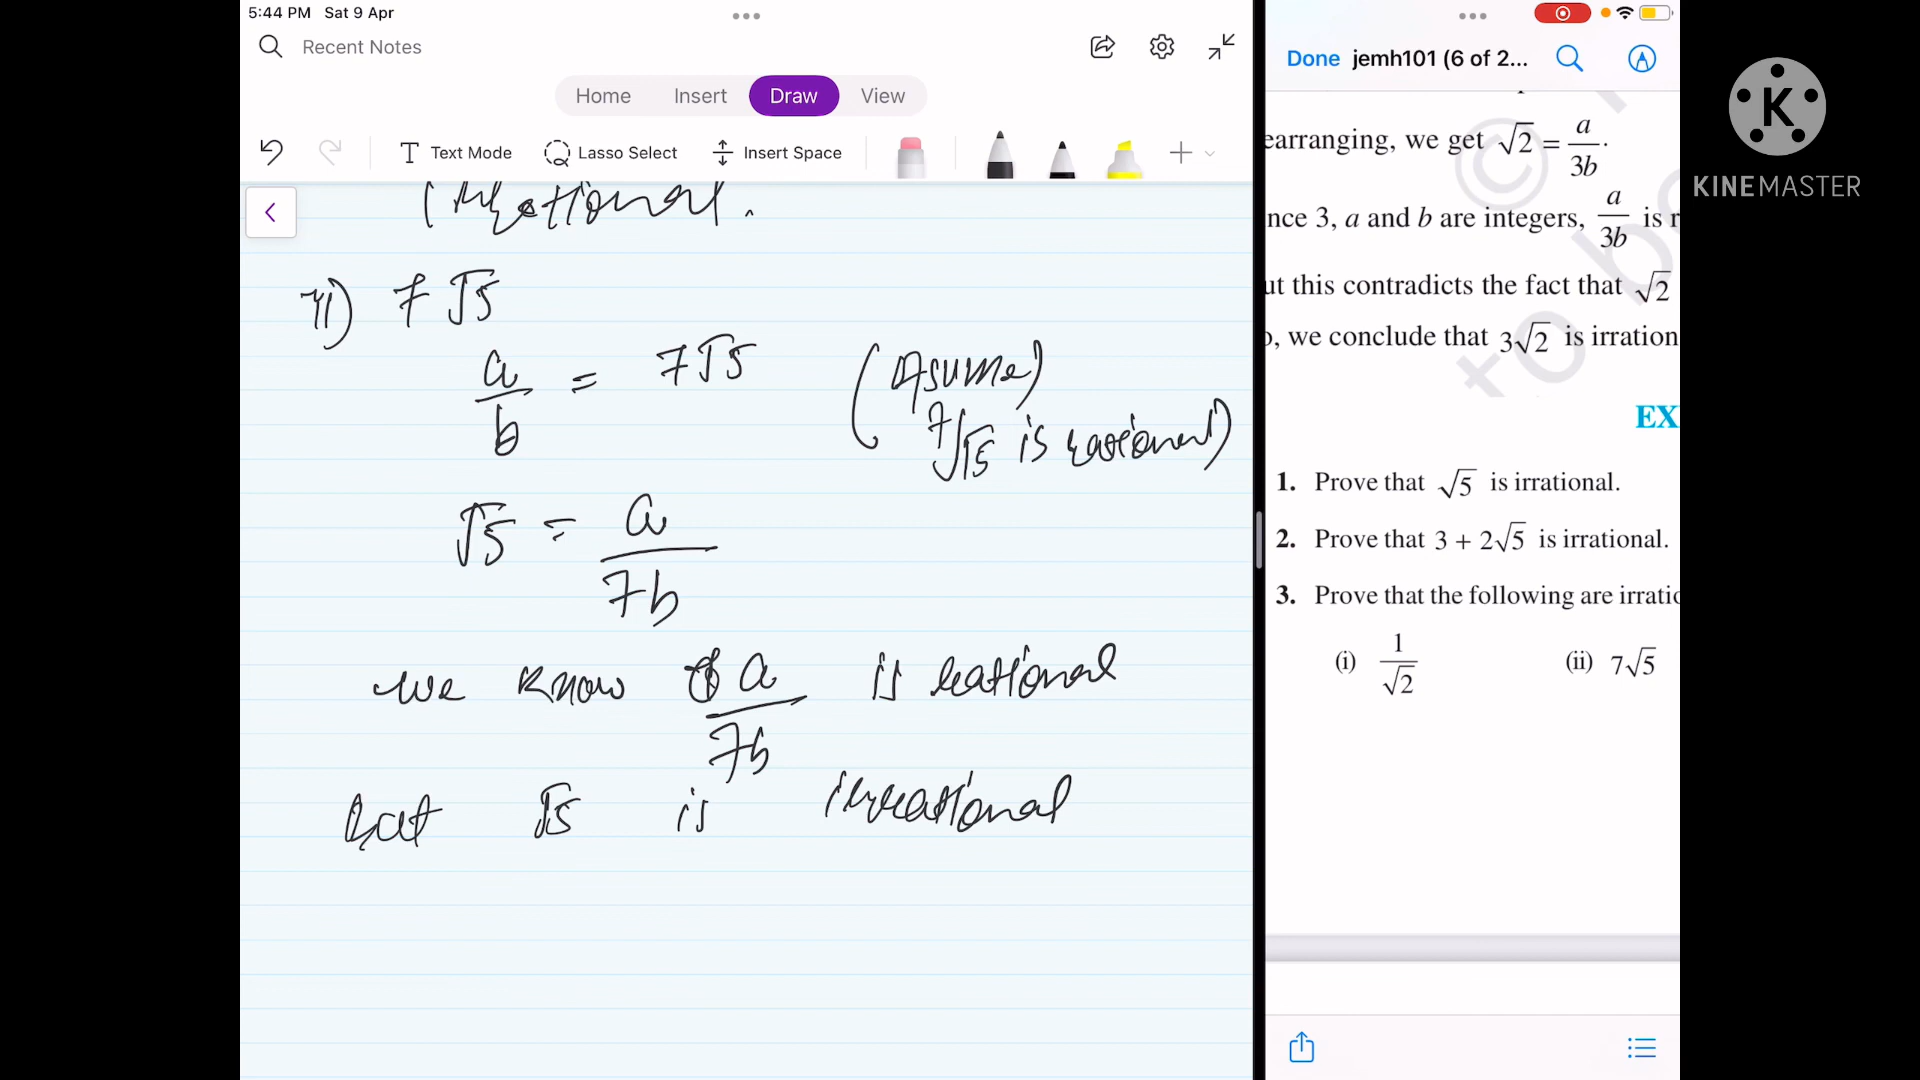 5:44 PM Sat 9 Apr
Recent Notes
Home Insert Draw View
Text Mode Lasso Select Insert Space
irrational.
ii) 7√5
a/b = 7√5 (Assume)
7√5 is rational)
√5 = a/7b
we know a/7b is rational
but √5 is irrational
Done jemh101 (6 of 2...
earranging, we get √2 = a/3b.
nce 3, a and b are integers, a/3b is r
ut this contradicts the fact that √2
o, we conclude that 3√2 is irration
to be
©
EX
1. Prove that √5 is irrational.
2. Prove that 3 + 2√5 is irrational.
3. Prove that the following are irratio
(i) 1/√2 (ii) 7√5
K
KINEMASTER